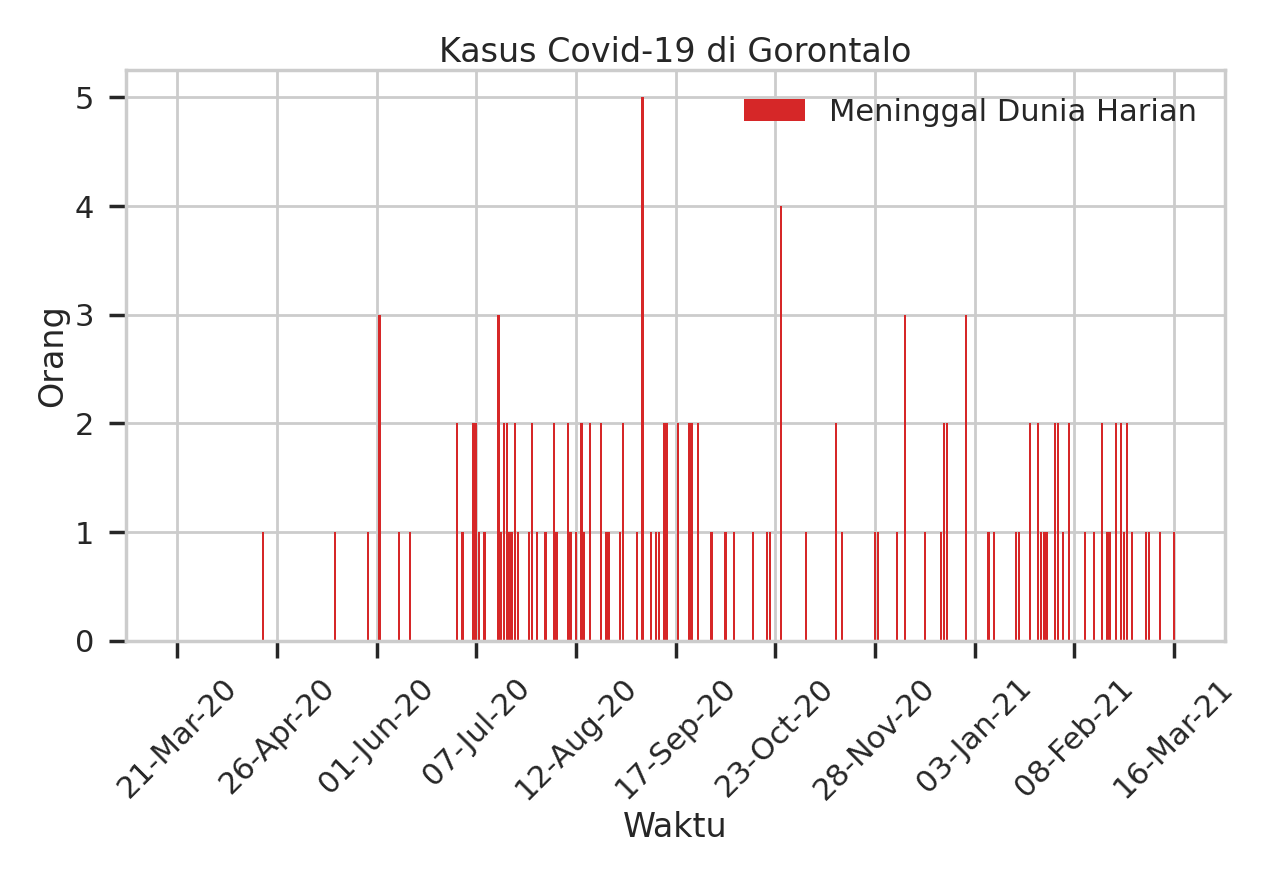 Kasus Covid-19 di Gorontalo
Meninggal Dunia Harian
Orang
5
4
3
2
1
0
21-Mar-20
26-Apr-20
01-Jun-20
07-Jul-20
12-Aug-20
17-Sep-20
23-Oct-20
28-Nov-20
03-Jan-21
08-Feb-21
16-Mar-21
Waktu